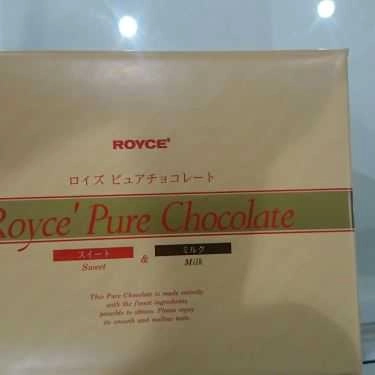 ROYCE'
ロイズ ピュアチョコレート
Royce' Pure Chocolate
スイート & ミルク
Sweet Milk
This Pure Chocolate is made entirely
with the finest ingredients
possible to obtain. Please enjoy
its smooth and mellow taste.